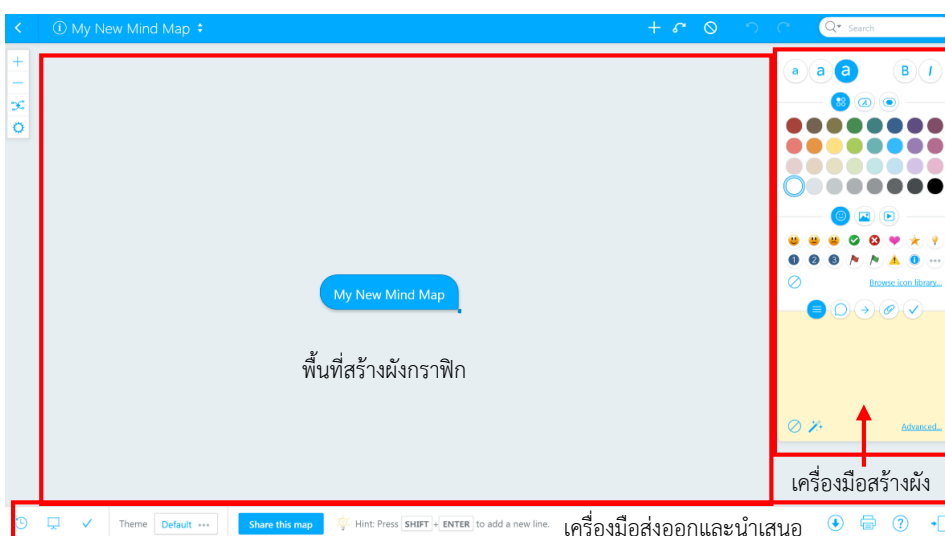 My New Mind Map
Search
a a a B I
My New Mind Map
พื้นที่สร้างผังกราฟิก
1 2 3
Browse icon library...
Advanced...
เครื่องมือสร้างผัง
Theme Default ... Share this map Hint: Press SHIFT + ENTER to add a new line. เครื่องมือส่งออกและนำเสนอ